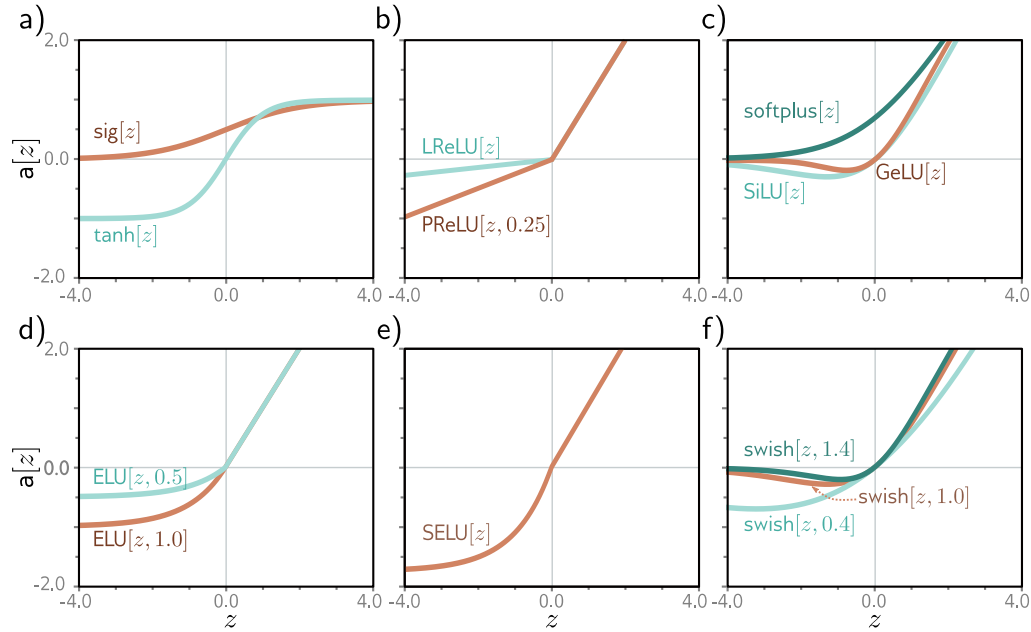 a)
b)
c)
2.0
sig[z]
a[z]
0.0
tanh[z]
-2.0
-4.0
0.0
4.0
LReLU[z]
PReLU[z, 0.25]
-4.0
0.0
4.0
softplus[z]
GeLU[z]
SiLU[z]
-4.0
0.0
4.0
d)
e)
f)
2.0
a[z]
0.0
ELU[z, 0.5]
ELU[z, 1.0]
-2.0
-4.0
0.0
4.0
z
SELU[z]
-4.0
0.0
4.0
z
swish[z, 1.4]
swish[z, 1.0]
swish[z, 0.4]
-4.0
0.0
4.0
z